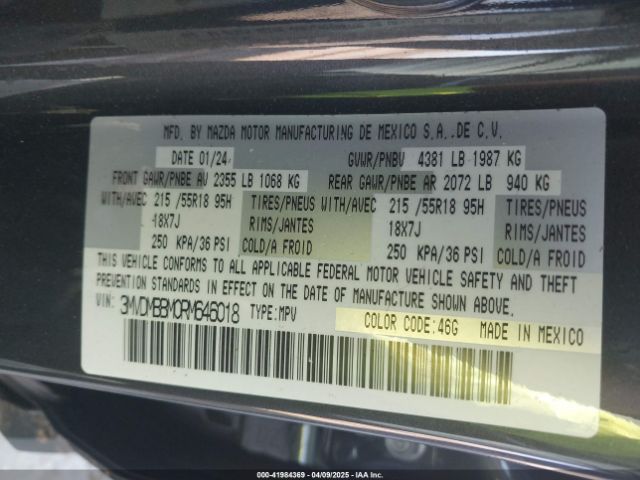 MFD. BY MAZDA MOTOR MANUFACTURING DE MEXICO S.A..DE C.V.
DATE 01/24 GVWR/PNBV 4381 LB 1987 KG
FRONT GAWR/PNBE AV 2355 LB 1068 KG REAR GAWR/PNBE AR 2072 LB 940 KG
WITH/AVEC 215 /55R18 95H TIRES/PNEUS WITH/AVEC 215 /55R18 95H TIRES/PNEUS
18X7J RIMS/JANTES 18X7J RIMS/JANTES
250 KPA/36 PSI COLD/A FROID 250 KPA/36 PSI COLD/A FROID
THIS VEHICLE CONFORMS TO ALL APPLICABLE FEDERAL MOTOR VEHICLE SAFETY AND THEFT
PREVENTION STANDARDS IN EFFECT ON THE DATE OF MANUFACTURE SHOWN ABOVE.
VIN: 3MVDMBBM0RM646018 TYPE:MPV COLOR CODE:46G MADE IN MEXICO
000-41984369 - 04/09/2025 - IAAI.com